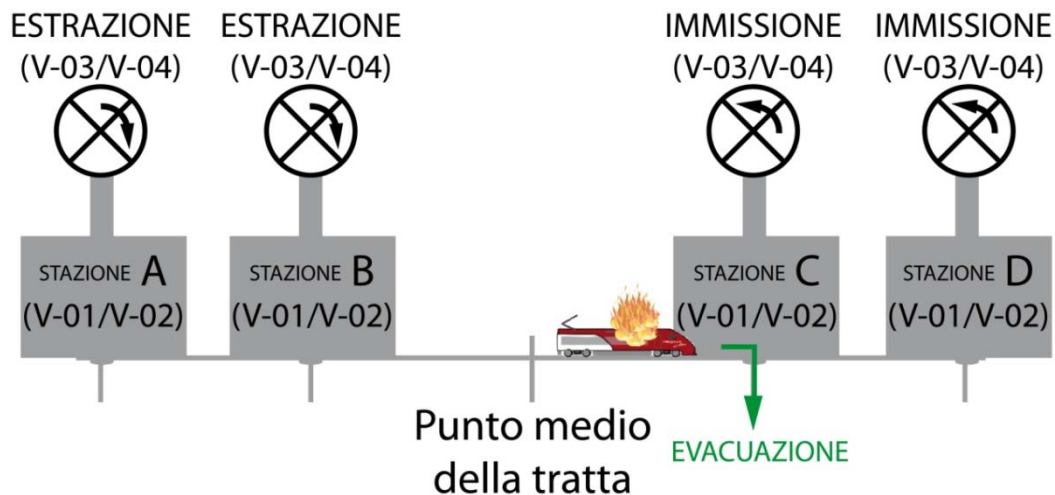 ESTRAZIONE
(V-03/V-04)
ESTRAZIONE
(V-03/V-04)
IMMISSIONE
(V-03/V-04)
IMMISSIONE
(V-03/V-04)
STAZIONE A
(V-01/V-02)
STAZIONE B
(V-01/V-02)
STAZIONE C
(V-01/V-02)
STAZIONE D
(V-01/V-02)
Punto medio
della tratta
EVACUAZIONE